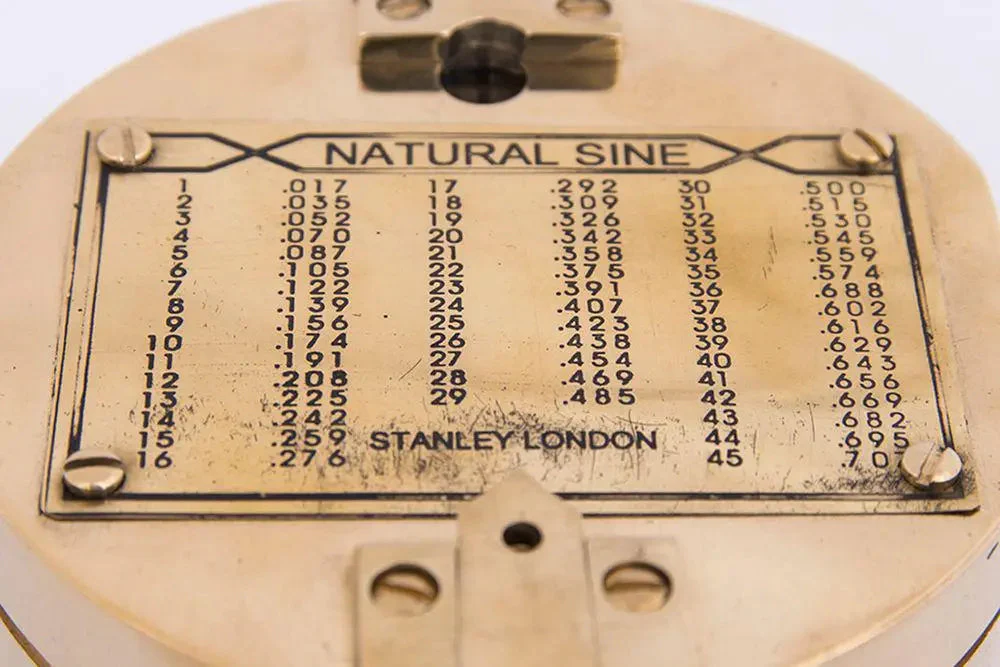 NATURAL SINE
1 .017 17 .292 30 .500
2 .035 18 .309 31 .515
3 .052 19 .326 32 .530
4 .070 20 .342 33 .545
5 .087 21 .358 34 .559
6 .105 22 .375 35 .574
7 .122 23 .391 36 .688
8 .139 24 .407 37 .602
9 .156 25 .423 38 .616
10 .174 26 .438 39 .629
11 .191 27 .454 40 .643
12 .208 28 .469 41 .656
13 .225 29 .485 42 .669
14 .242 43 .682
15 .259 STANLEY LONDON 44 .695
16 .276 45 .70